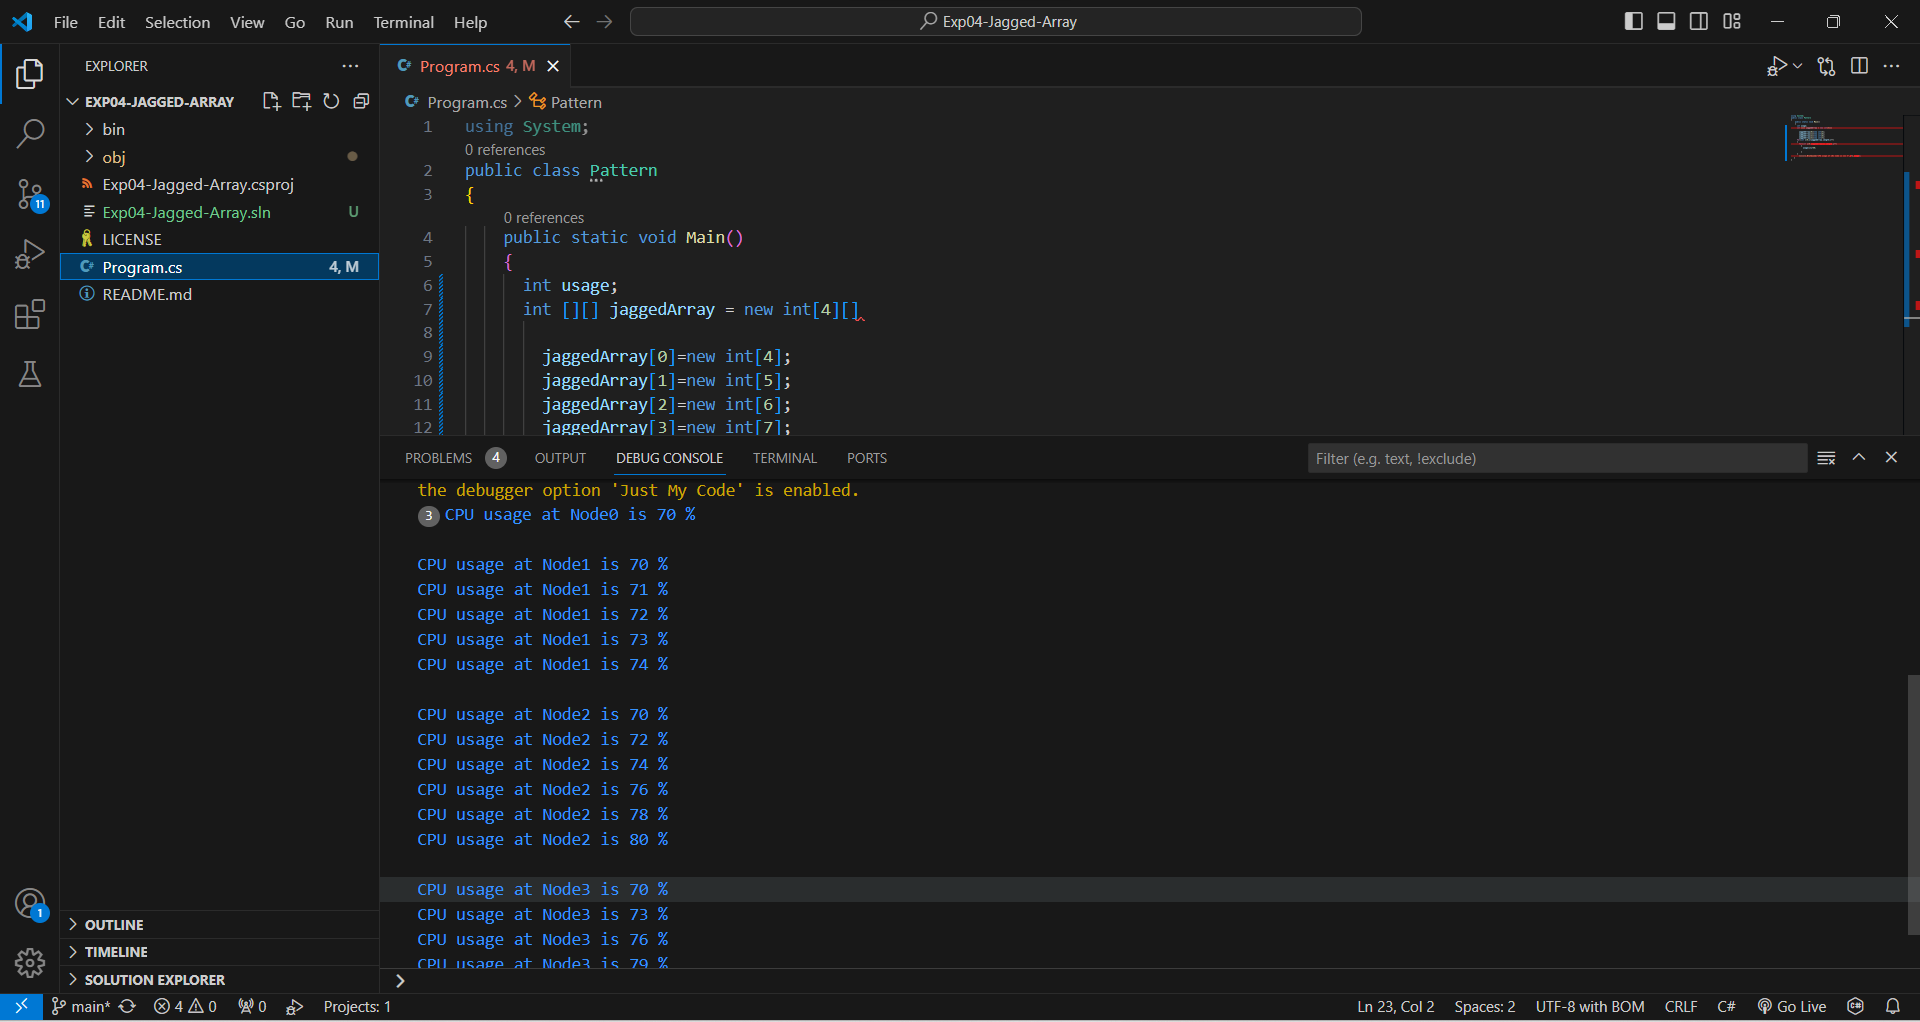 File Edit Selection View Go Run Terminal Help
Exp04-Jagged-Array
EXPLORER
EXP04-JAGGED-ARRAY
bin
obj
Exp04-Jagged-Array.csproj
Exp04-Jagged-Array.sln U
LICENSE
Program.cs 4, M
README.md
OUTLINE
TIMELINE
SOLUTION EXPLORER
11
1
C# Program.cs 4, M
C# Program.cs > Pattern
1 using System;
0 references
2 public class Pattern
3 {
0 references
4 public static void Main()
5 {
6 int usage;
7 int [][] jaggedArray = new int[4][]
8
9 jaggedArray[0]=new int[4];
10 jaggedArray[1]=new int[5];
11 jaggedArray[2]=new int[6];
12 jaggedArray[3]=new int[7];
PROBLEMS 4 OUTPUT DEBUG CONSOLE TERMINAL PORTS
Filter (e.g. text, !exclude)
the debugger option 'Just My Code' is enabled.
3 CPU usage at Node0 is 70 %
CPU usage at Node1 is 70 %
CPU usage at Node1 is 71 %
CPU usage at Node1 is 72 %
CPU usage at Node1 is 73 %
CPU usage at Node1 is 74 %
CPU usage at Node2 is 70 %
CPU usage at Node2 is 72 %
CPU usage at Node2 is 74 %
CPU usage at Node2 is 76 %
CPU usage at Node2 is 78 %
CPU usage at Node2 is 80 %
CPU usage at Node3 is 70 %
CPU usage at Node3 is 73 %
CPU usage at Node3 is 76 %
CPU usage at Node3 is 79 %
main* 4 0 0 Projects: 1 Ln 23, Col 2 Spaces: 2 UTF-8 with BOM CRLF C# Go Live